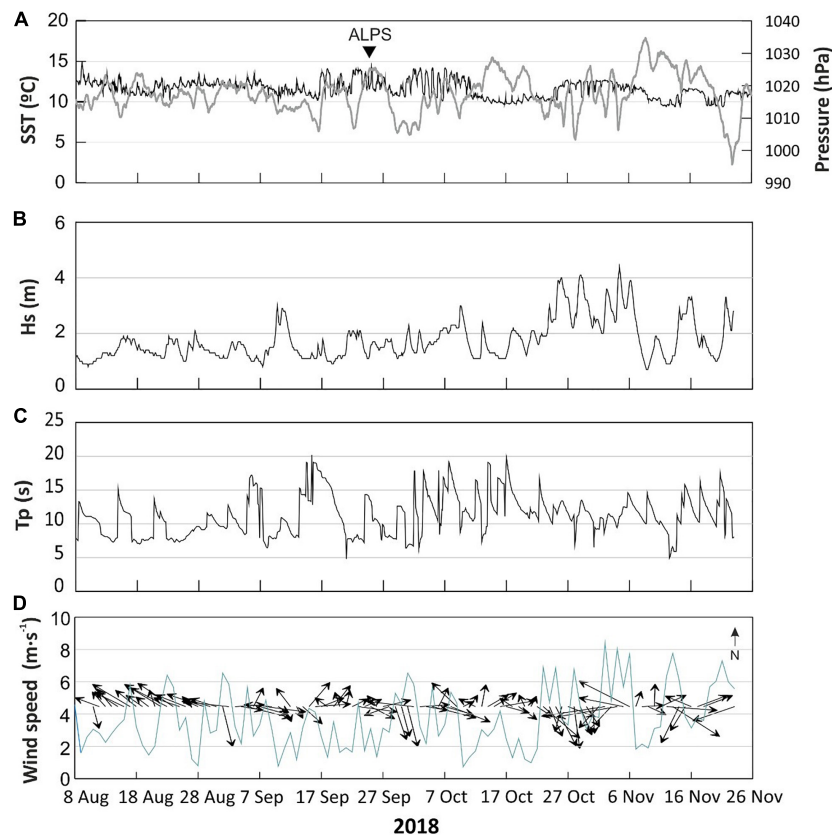 A
ALPS
SST (ºC)
20
15
10
5
0
1040
1030
1020
1010
1000
990
Pressure (hPa)
B
Hs (m)
6
4
2
0
C
Tp (s)
25
20
15
10
5
0
D
Wind speed (m·s⁻¹)
10
8
6
4
2
0
N
8 Aug 18 Aug 28 Aug 7 Sep 17 Sep 27 Sep 7 Oct 17 Oct 27 Oct 6 Nov 16 Nov 26 Nov
2018